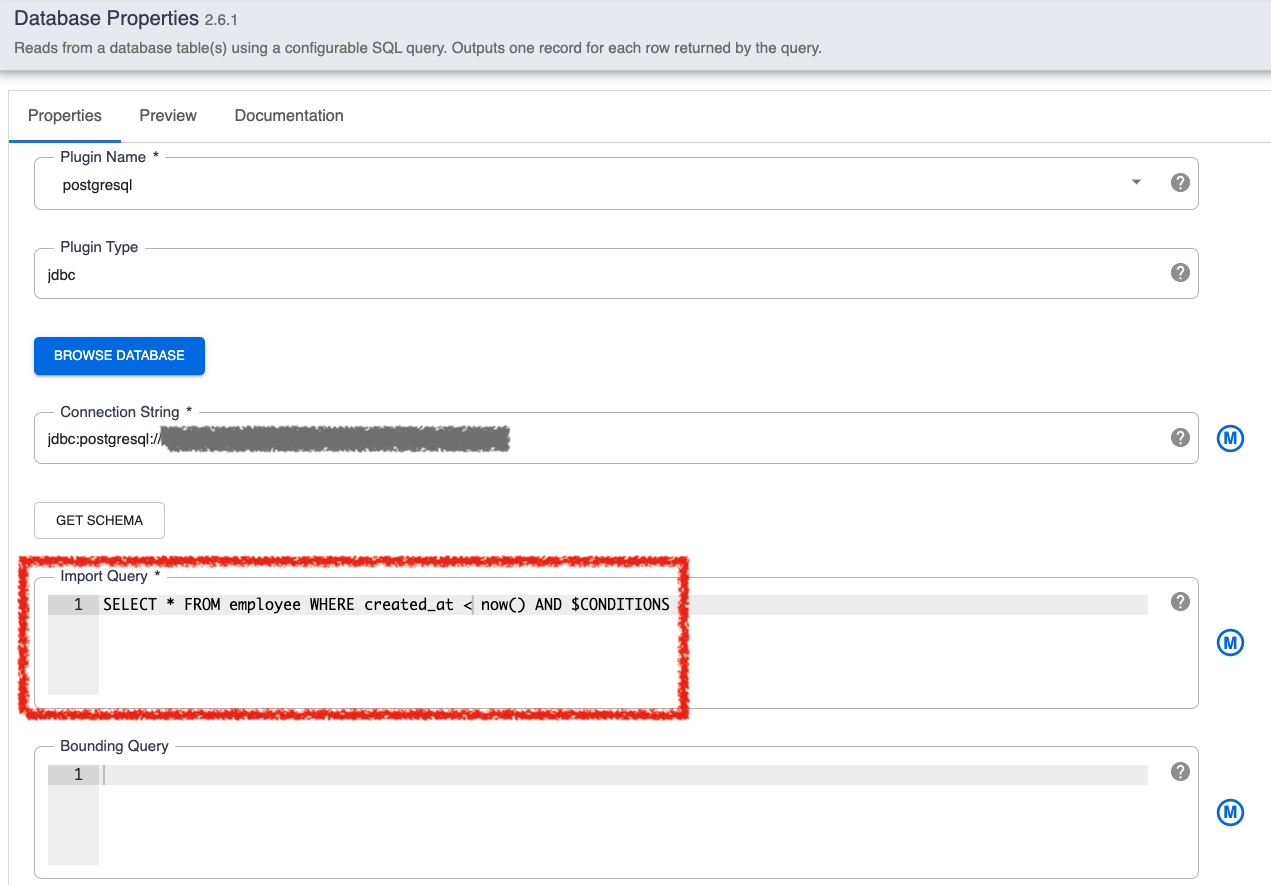 Database Properties 2.6.1
Reads from a database table(s) using a configurable SQL query. Outputs one record for each row returned by the query.
Properties Preview Documentation
Plugin Name *
postgresql
?
Plugin Type
jdbc
?
BROWSE DATABASE
Connection String *
jdbc:postgresql://
? M
GET SCHEMA
Import Query *
1 SELECT * FROM employee WHERE created_at < now() AND $CONDITIONS
?
M
Bounding Query
1
?
M